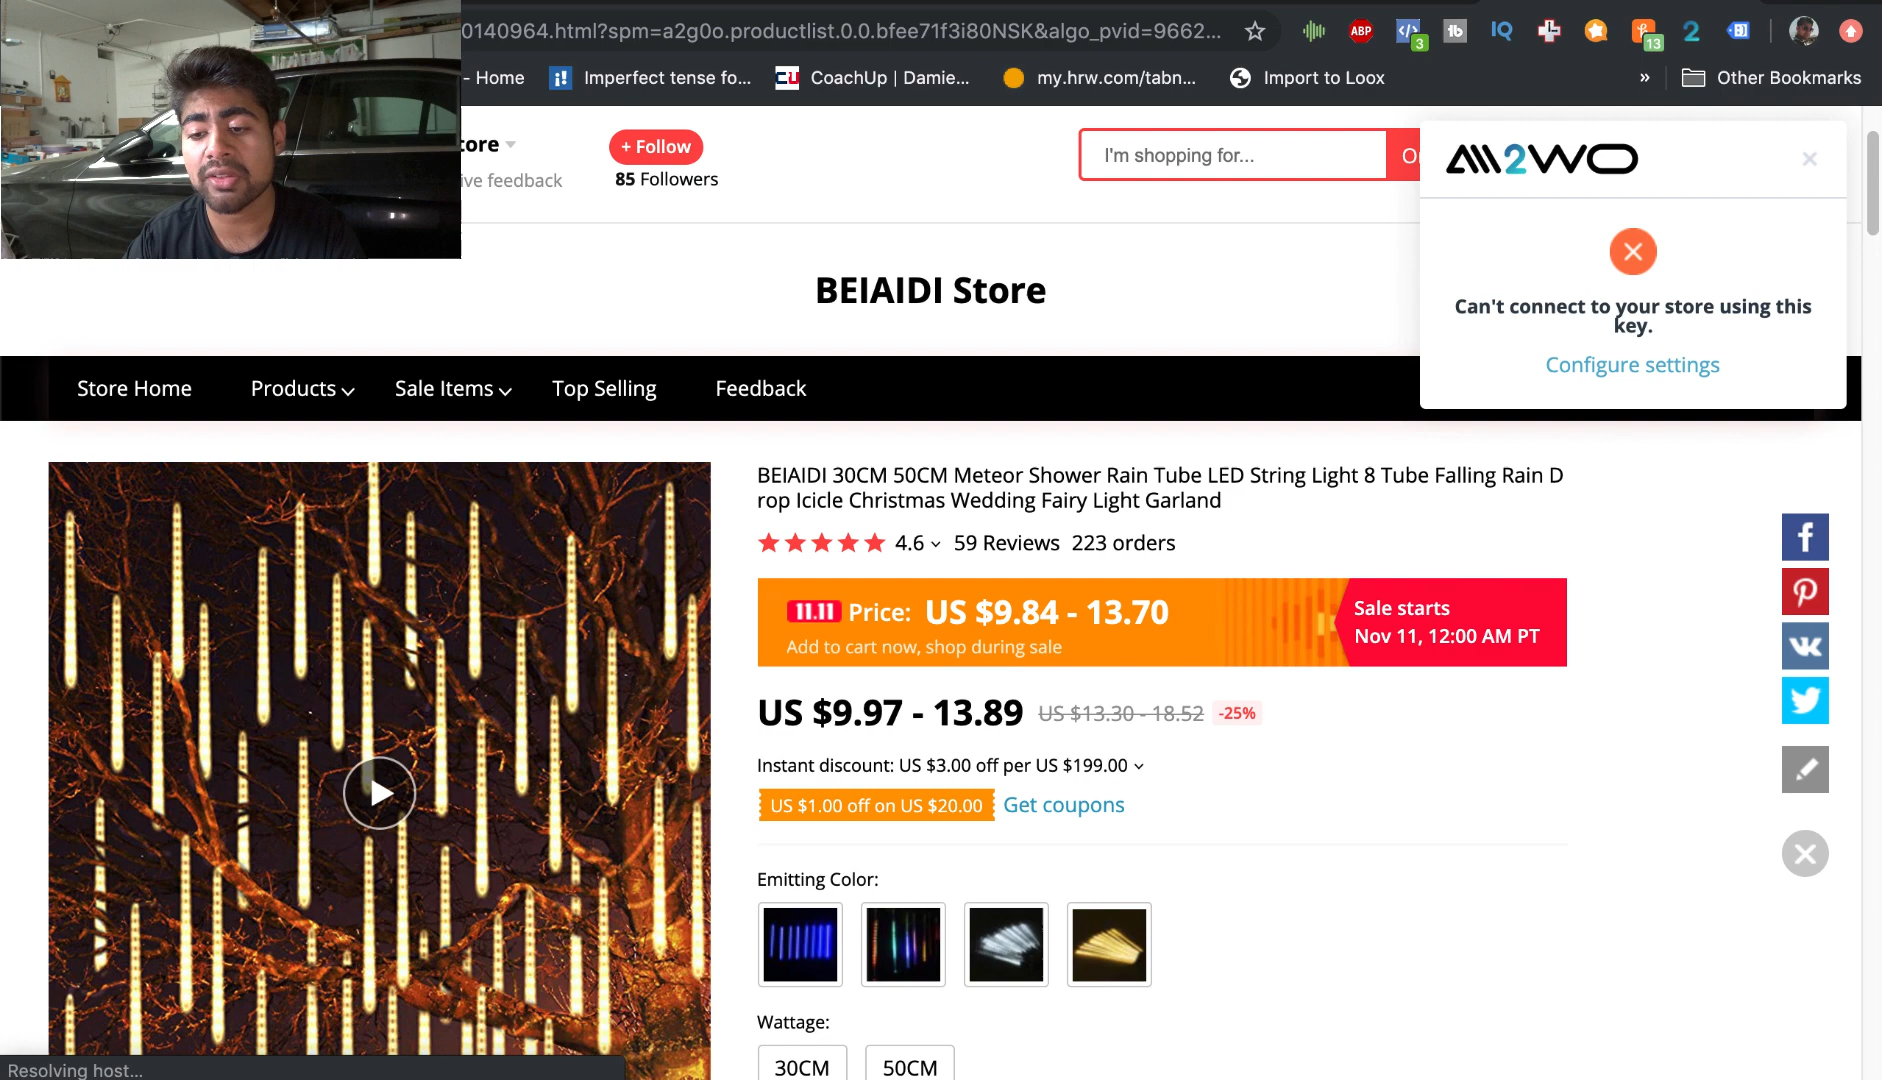 0140964.html?spm=a2g0o.productlist.0.0.bfee71f3i80NSK&algo_pvid=9662...
ABP
3
tb
IQ
13
2
- Home
Imperfect tense fo...
CU
CoachUp | Damie...
my.hrw.com/tabn...
Import to Loox
»
Other Bookmarks
+ Follow
85 Followers
I'm shopping for...
BEIAIDI Store
Can't connect to your store using this
key.
Configure settings
Store Home
Products
Sale Items
Top Selling
Feedback
BEIAIDI 30CM 50CM Meteor Shower Rain Tube LED String Light 8 Tube Falling Rain D
rop Icicle Christmas Wedding Fairy Light Garland
4.6
59 Reviews
223 orders
11.11 Price: US $9.84 - 13.70
Add to cart now, shop during sale
Sale starts
Nov 11, 12:00 AM PT
US $9.97 - 13.89
US $13.30 - 18.52
-25%
Instant discount: US $3.00 off per US $199.00
US $1.00 off on US $20.00
Get coupons
Emitting Color:
Wattage:
30CM
50CM
Resolving host...